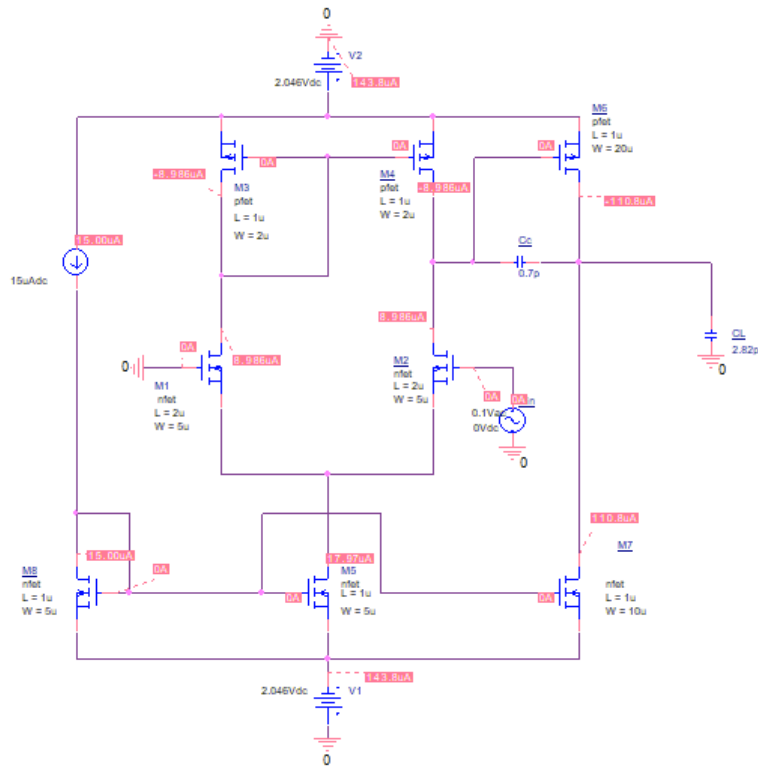 0
V2
2.046Vdc
143.8uA
M6
pfet
L = 1u
W = 20u
0A
0A
0A
M4
pfet
L = 1u
W = 2u
-8.986uA
M3
pfet
L = 1u
W = 2u
-8.986uA
-110.8uA
15.00uA
15uAdc
Cc
0.7p
CL
2.82p
0
8.986uA
8.986uA
0A
0
M1
nfet
L = 2u
W = 5u
M2
nfet
L = 2u
W = 5u
0A
0A
in
0.1Vac
0Vdc
0
110.8uA
M7
nfet
L = 1u
W = 10u
0A
15.00uA
M8
nfet
L = 1u
W = 5u
0A
17.97uA
M5
nfet
L = 1u
W = 5u
0A
143.8uA
2.046Vdc
V1
0